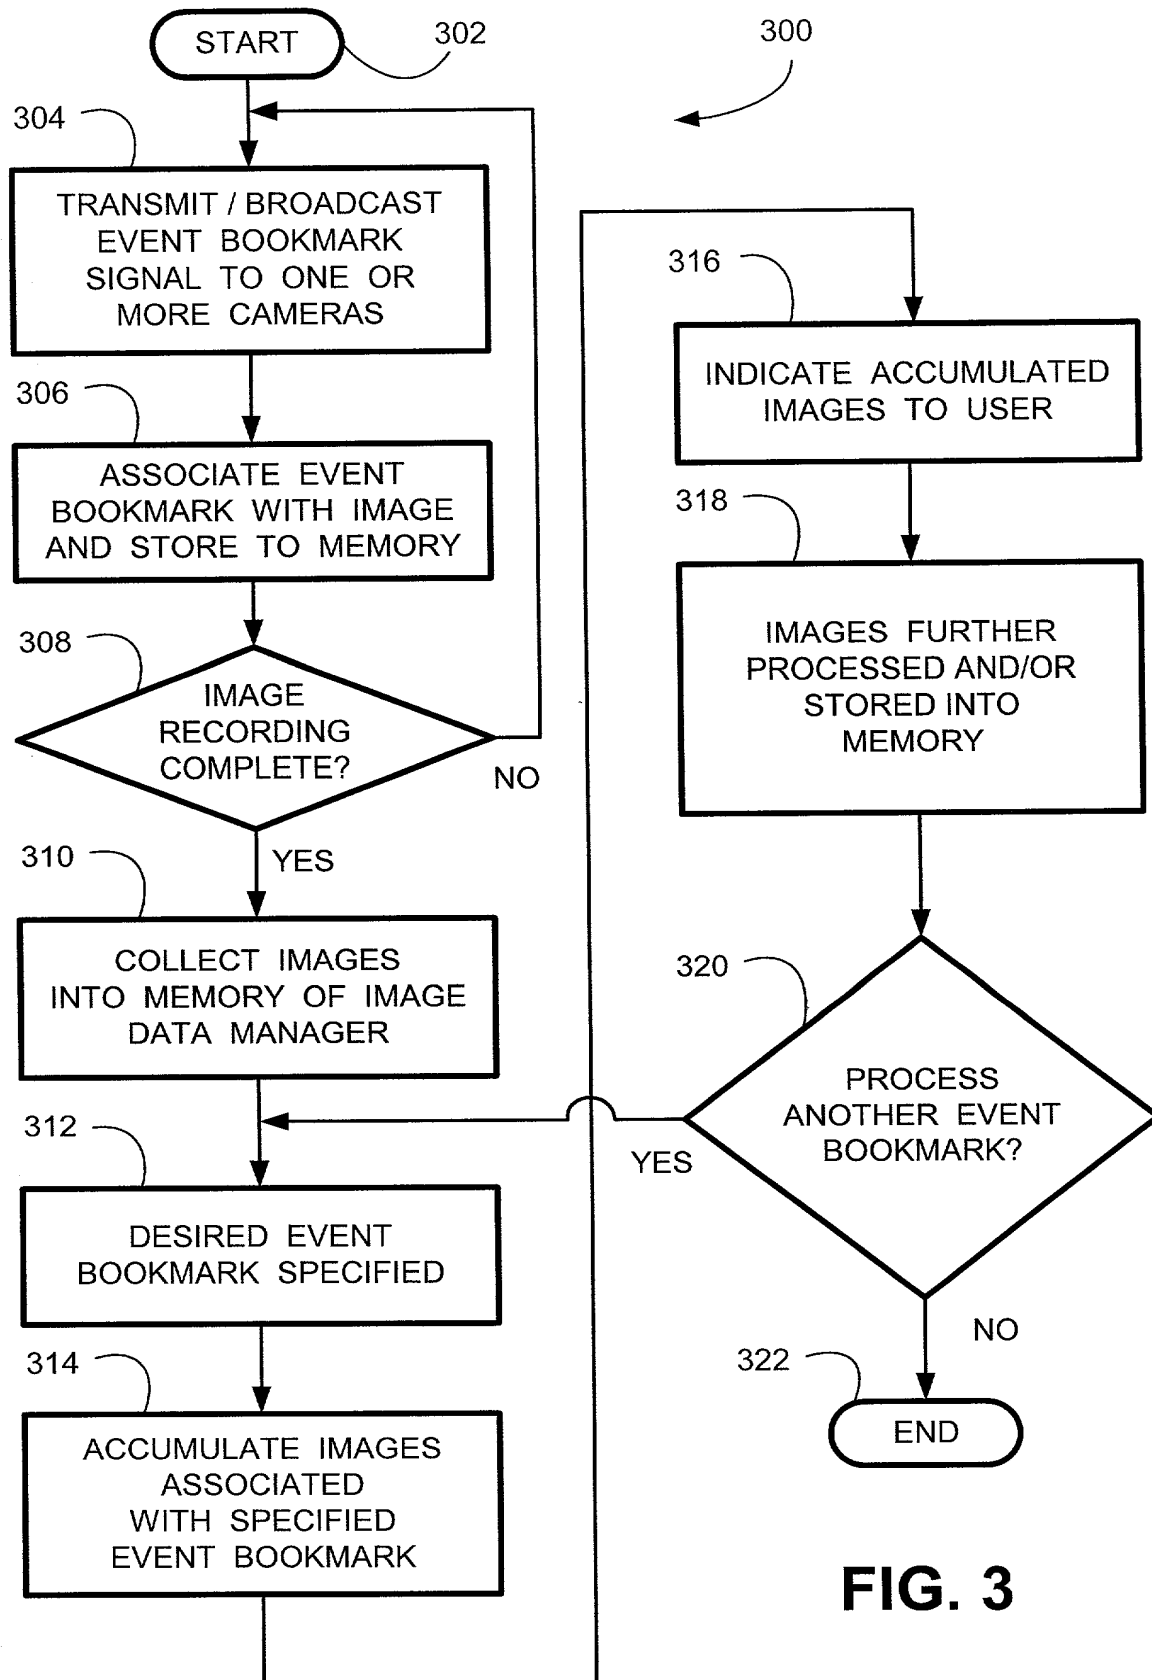 START
302
300
304
TRANSMIT / BROADCAST
EVENT BOOKMARK
SIGNAL TO ONE OR
MORE CAMERAS
306
ASSOCIATE EVENT
BOOKMARK WITH IMAGE
AND STORE TO MEMORY
308
IMAGE
RECORDING
COMPLETE?
NO
YES
310
COLLECT IMAGES
INTO MEMORY OF IMAGE
DATA MANAGER
312
DESIRED EVENT
BOOKMARK SPECIFIED
314
ACCUMULATE IMAGES
ASSOCIATED
WITH SPECIFIED
EVENT BOOKMARK
316
INDICATE ACCUMULATED
IMAGES TO USER
318
IMAGES FURTHER
PROCESSED AND/OR
STORED INTO
MEMORY
320
PROCESS
ANOTHER EVENT
BOOKMARK?
YES
NO
322
END
FIG. 3